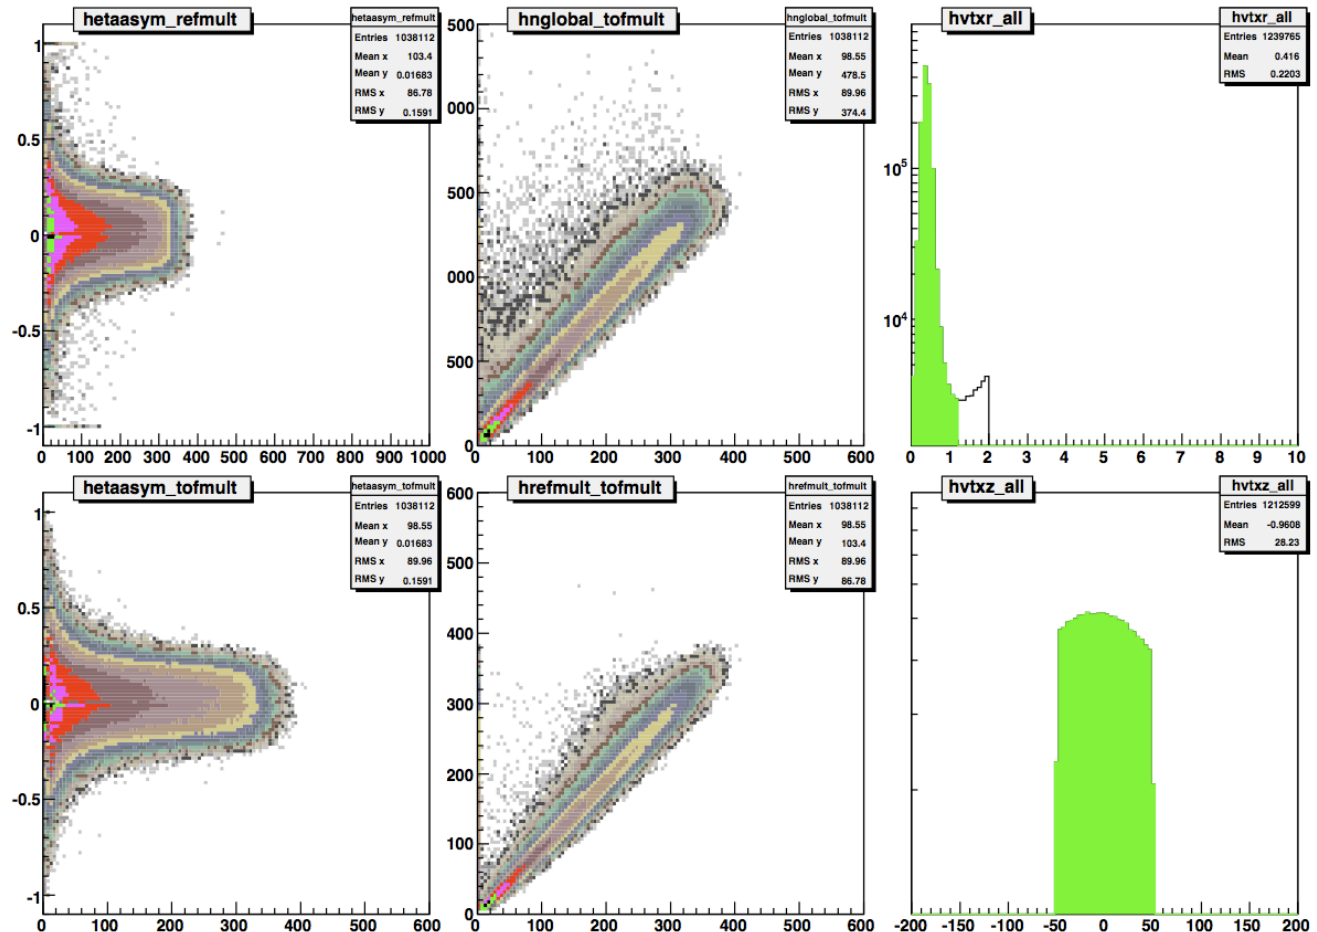 hetaasym_refmult
hetaasym_refmult
Entries 1038112
Mean x 103.4
Mean y 0.01683
RMS x 86.78
RMS y 0.1591
1
0.5
0
-0.5
-1
0 100 200 300 400 500 600 700 800 900 1000
hnglobal_tofmult
hnglobal_tofmult
Entries 1038112
Mean x 98.55
Mean y 478.5
RMS x 89.96
RMS y 374.4
500
000
500
000
500
0
0 100 200 300 400 500 600
hvtxr_all
hvtxr_all
Entries 1239765
Mean 0.416
RMS 0.2203
10^5
10^4
0 1 2 3 4 5 6 7 8 9 10
hetaasym_tofmult
hetaasym_tofmult
Entries 1038112
Mean x 98.55
Mean y 0.01683
RMS x 89.96
RMS y 0.1591
1
0.5
0
-0.5
-1
0 100 200 300 400 500 600
hrefmult_tofmult
hrefmult_tofmult
Entries 1038112
Mean x 98.55
Mean y 103.4
RMS x 89.96
RMS y 86.78
600
500
400
300
200
100
0
0 100 200 300 400 500 600
hvtxz_all
hvtxz_all
Entries 1212599
Mean -0.9608
RMS 28.23
-200 -150 -100 -50 0 50 100 150 200